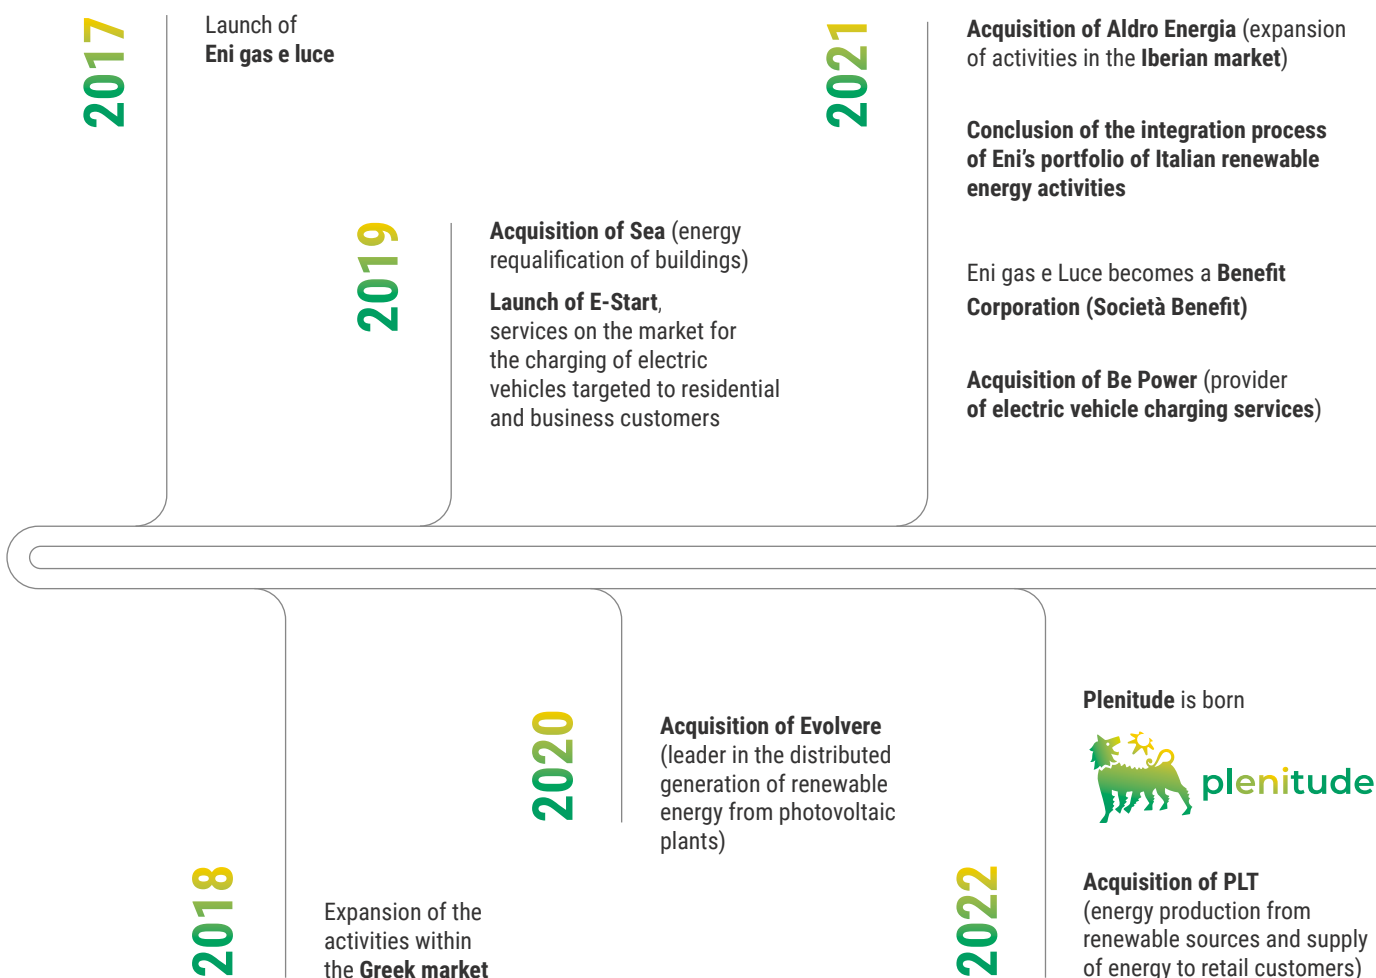 2017
Launch of
Eni gas e luce
2019
Acquisition of Sea (energy
requalification of buildings)
Launch of E-Start,
services on the market for
the charging of electric
vehicles targeted to residential
and business customers
2021
Acquisition of Aldro Energia (expansion
of activities in the Iberian market)
Conclusion of the integration process
of Eni's portfolio of Italian renewable
energy activities
Eni gas e Luce becomes a Benefit
Corporation (Società Benefit)
Acquisition of Be Power (provider
of electric vehicle charging services)
2018
Expansion of the
activities within
the Greek market
2020
Acquisition of Evolvere
(leader in the distributed
generation of renewable
energy from photovoltaic
plants)
2022
Plenitude is born
plenitude
Acquisition of PLT
(energy production from
renewable sources and supply
of energy to retail customers)